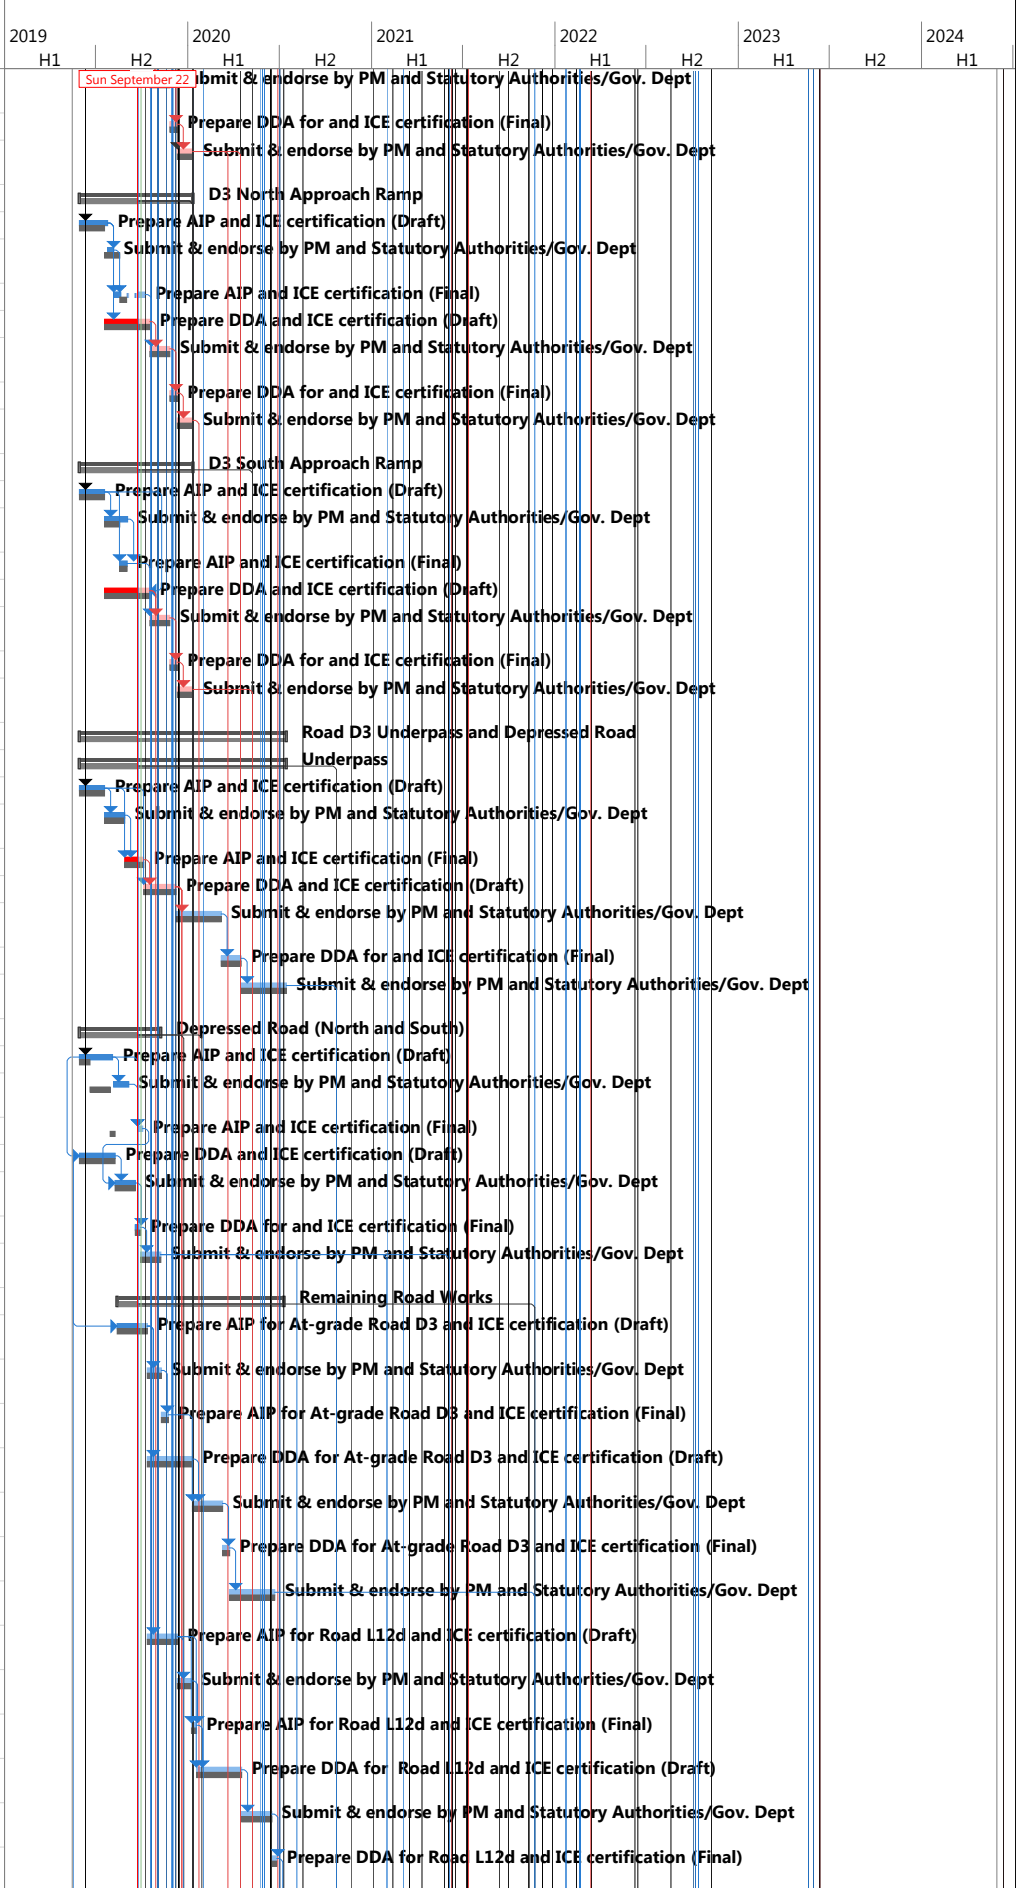 2019 2020 2021 2022 2023 2024
H1 H2 H1 H2 H1 H2 H1 H2 H1 H2 H1
Sun September 22
ubmit & endorse by PM and Statutory Authorities/Gov. Dept
Prepare DDA for and ICE certification (Final)
Submit & endorse by PM and Statutory Authorities/Gov. Dept
D3 North Approach Ramp
Prepare AIP and ICE certification (Draft)
Submit & endorse by PM and Statutory Authorities/Gov. Dept
Prepare AIP and ICE certification (Final)
Prepare DDA and ICE certification (Draft)
Submit & endorse by PM and Statutory Authorities/Gov. Dept
Prepare DDA for and ICE certification (Final)
Submit & endorse by PM and Statutory Authorities/Gov. Dept
D3 South Approach Ramp
Prepare AIP and ICE certification (Draft)
Submit & endorse by PM and Statutory Authorities/Gov. Dept
Prepare AIP and ICE certification (Final)
Prepare DDA and ICE certification (Draft)
Submit & endorse by PM and Statutory Authorities/Gov. Dept
Prepare DDA for and ICE certification (Final)
Submit & endorse by PM and Statutory Authorities/Gov. Dept
Road D3 Underpass and Depressed Road
Underpass
Prepare AIP and ICE certification (Draft)
Submit & endorse by PM and Statutory Authorities/Gov. Dept
Prepare AIP and ICE certification (Final)
Prepare DDA and ICE certification (Draft)
Submit & endorse by PM and Statutory Authorities/Gov. Dept
Prepare DDA for and ICE certification (Final)
Submit & endorse by PM and Statutory Authorities/Gov. Dept
Depressed Road (North and South)
Prepare AIP and ICE certification (Draft)
Submit & endorse by PM and Statutory Authorities/Gov. Dept
Prepare AIP and ICE certification (Final)
Prepare DDA and ICE certification (Draft)
Submit & endorse by PM and Statutory Authorities/Gov. Dept
Prepare DDA for and ICE certification (Final)
Submit & endorse by PM and Statutory Authorities/Gov. Dept
Remaining Road Works
Prepare AIP for At-grade Road D3 and ICE certification (Draft)
Submit & endorse by PM and Statutory Authorities/Gov. Dept
Prepare AIP for At-grade Road D3 and ICE certification (Final)
Prepare DDA for At-grade Road D3 and ICE certification (Draft)
Submit & endorse by PM and Statutory Authorities/Gov. Dept
Prepare DDA for At-grade Road D3 and ICE certification (Final)
Submit & endorse by PM and Statutory Authorities/Gov. Dept
Prepare AIP for Road L12d and ICE certification (Draft)
Submit & endorse by PM and Statutory Authorities/Gov. Dept
Prepare AIP for Road L12d and ICE certification (Final)
Prepare DDA for Road L12d and ICE certification (Draft)
Submit & endorse by PM and Statutory Authorities/Gov. Dept
Prepare DDA for Road L12d and ICE certification (Final)